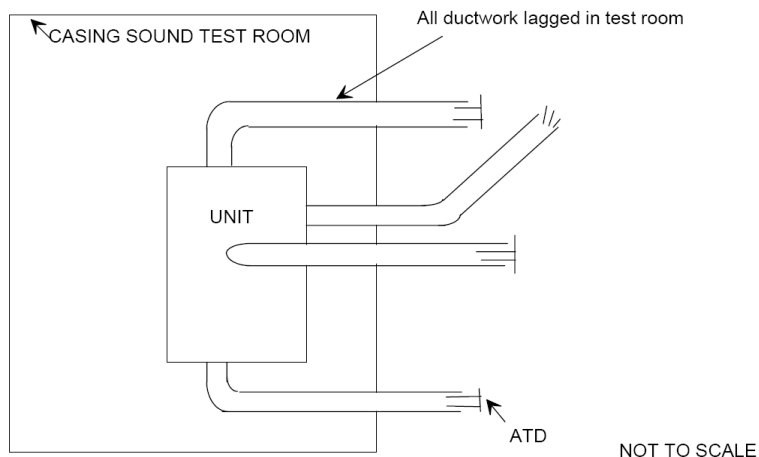 All ductwork lagged in test room
CASING SOUND TEST ROOM
UNIT
ATD
NOT TO SCALE